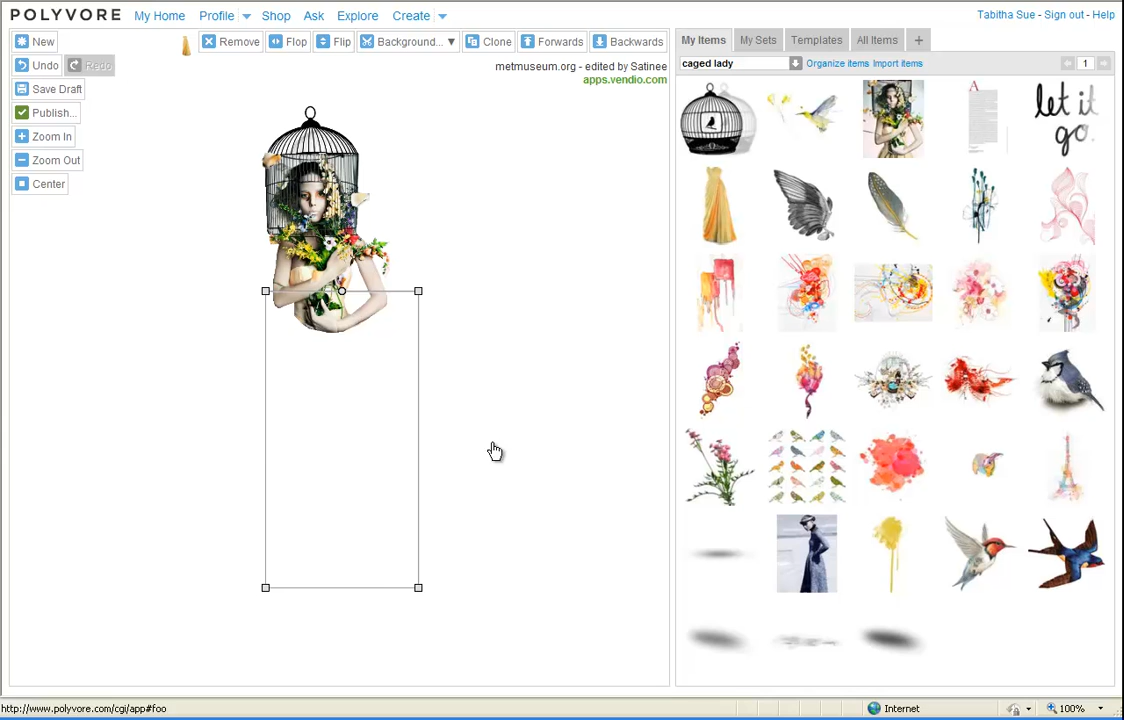 POLYVORE My Home Profile Shop Ask Explore Create
Tabitha Sue - Sign out - Help
New
Remove Flop Flip Background... Clone Forwards Backwards
My Items My Sets Templates All Items +
Undo Redo
metmuseum.org - edited by Satinee
apps.vendio.com
caged lady Organize items Import items 1
Save Draft
Publish...
Zoom In
Zoom Out
Center
A
let it
go.
http://www.polyvore.com/cgi/app#foo Internet 100%